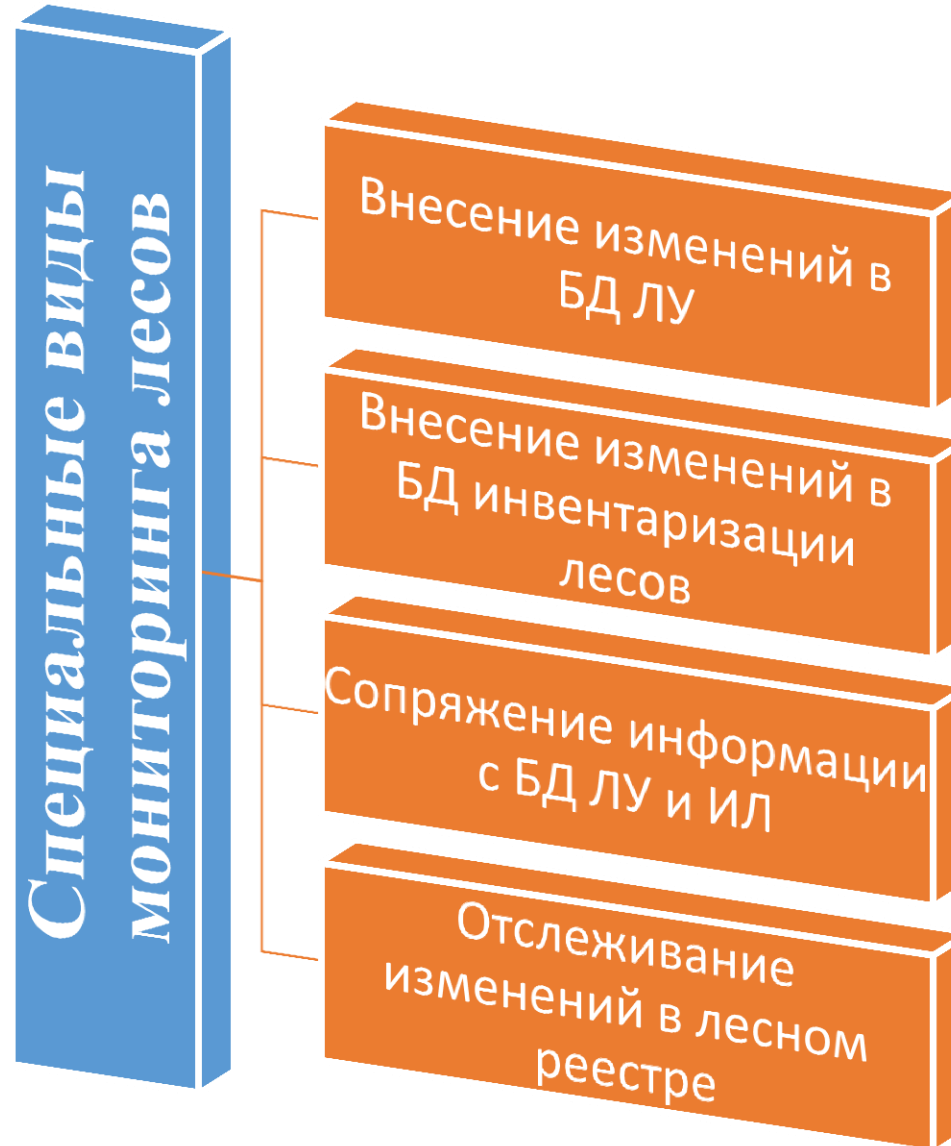 Специальные виды
мониторинга лесов
Внесение изменений в
БД ЛУ
Внесение изменений в
БД инвентаризации
лесов
Сопряжение информации
с БД ЛУ и ИЛ
Отслеживание
изменений в лесном
реестре